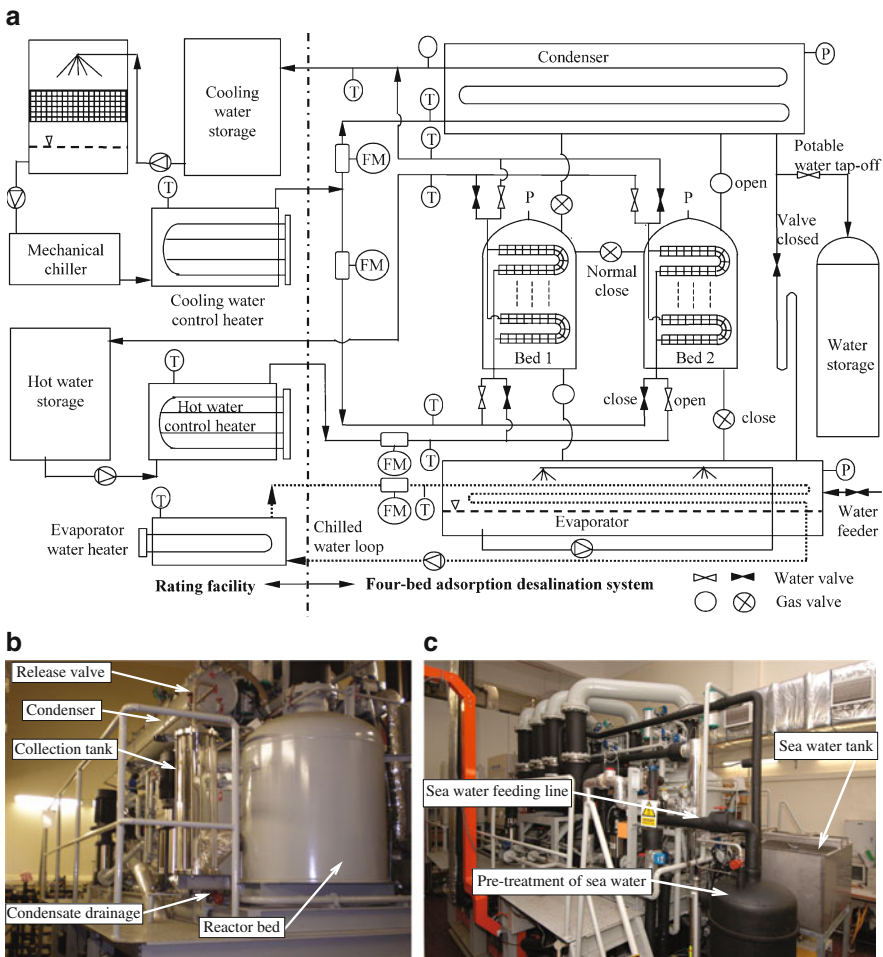 a
Condenser
P
T
Cooling
water
storage
T
FM
T
T
Potable
water tap-off
T
P
P
open
Valve
closed
Mechanical
chiller
FM
Normal
close
Cooling water
control heater
Bed 1
Bed 2
Water
storage
T
Hot water
storage
Hot water
control heater
close
open
T
close
FM
T
P
T
FM
T
Evaporator
water heater
Chilled
water loop
Evaporator
Water
feeder
Rating facility
Four-bed adsorption desalination system
Water valve
Gas valve
b
c
Release valve
Condenser
Collection tank
Condensate drainage
Reactor bed
Sea water tank
Sea water feeding line
Pre-treatment of sea water